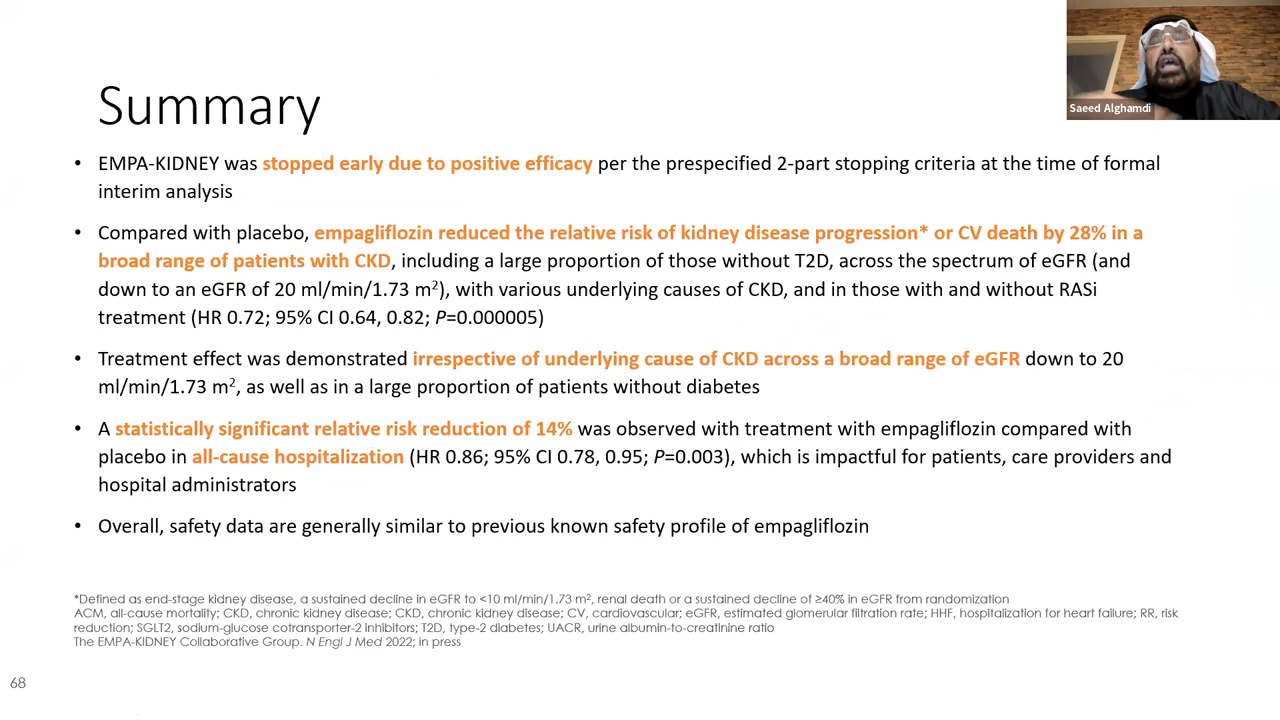 Saeed Alghamdi
Summary
• EMPA-KIDNEY was stopped early due to positive efficacy per the prespecified 2-part stopping criteria at the time of formal
interim analysis
• Compared with placebo, empagliflozin reduced the relative risk of kidney disease progression* or CV death by 28% in a
broad range of patients with CKD, including a large proportion of those without T2D, across the spectrum of eGFR (and
down to an eGFR of 20 ml/min/1.73 m²), with various underlying causes of CKD, and in those with and without RASi
treatment (HR 0.72; 95% CI 0.64, 0.82; P=0.000005)
• Treatment effect was demonstrated irrespective of underlying cause of CKD across a broad range of eGFR down to 20
ml/min/1.73 m², as well as in a large proportion of patients without diabetes
• A statistically significant relative risk reduction of 14% was observed with treatment with empagliflozin compared with
placebo in all-cause hospitalization (HR 0.86; 95% CI 0.78, 0.95; P=0.003), which is impactful for patients, care providers and
hospital administrators
• Overall, safety data are generally similar to previous known safety profile of empagliflozin
*Defined as end-stage kidney disease, a sustained decline in eGFR to <10 ml/min/1.73 m², renal death or a sustained decline of ≥40% in eGFR from randomization
ACM, all-cause mortality; CKD, chronic kidney disease; CKD, chronic kidney disease; CV, cardiovascular; eGFR, estimated glomerular filtration rate; HHF, hospitalization for heart failure; RR, risk
reduction; SGLT2, sodium-glucose cotransporter-2 inhibitors; T2D, type-2 diabetes; UACR, urine albumin-to-creatinine ratio
The EMPA-KIDNEY Collaborative Group. N Engl J Med 2022; in press
68